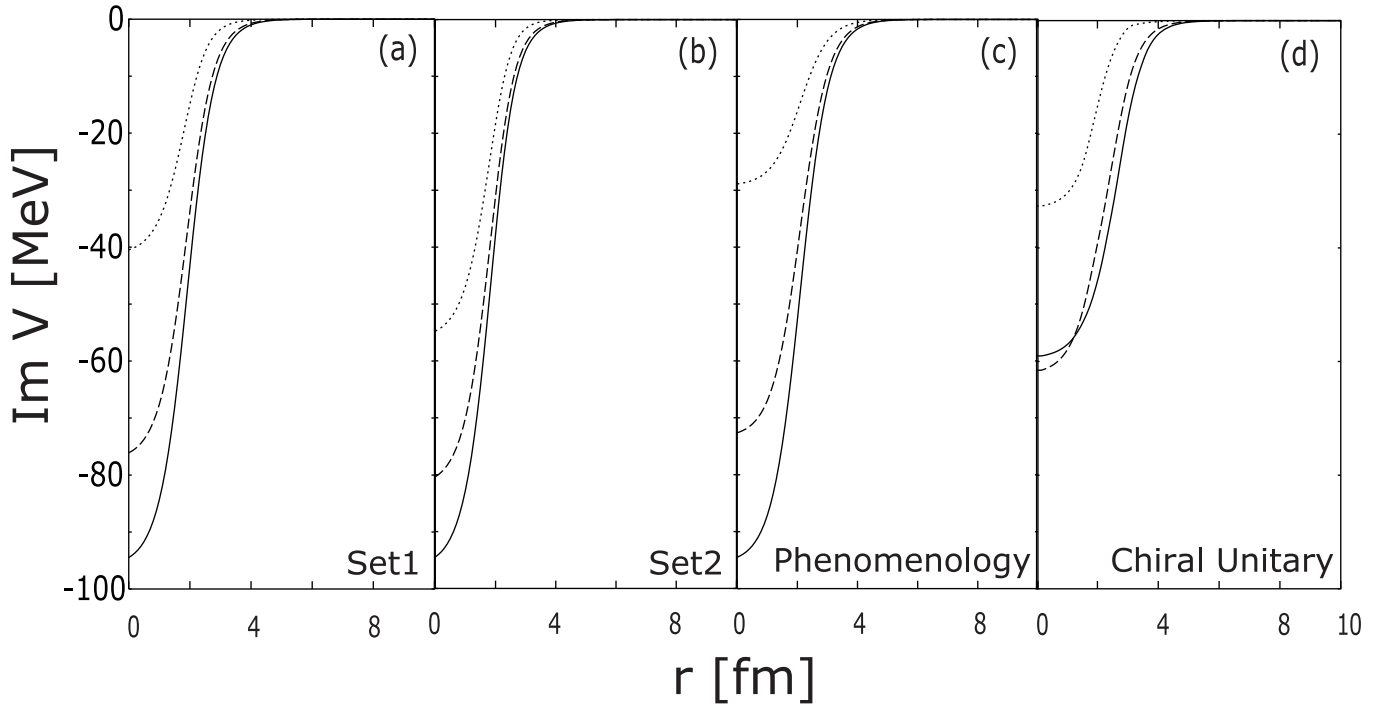 0
-20
-40
-60
-80
-100
Im V [MeV]
(a)
(b)
(c)
(d)
Set1
Set2
Phenomenology
Chiral Unitary
0 4 8 0 4 8 0 4 8 0 4 8 10
r [fm]